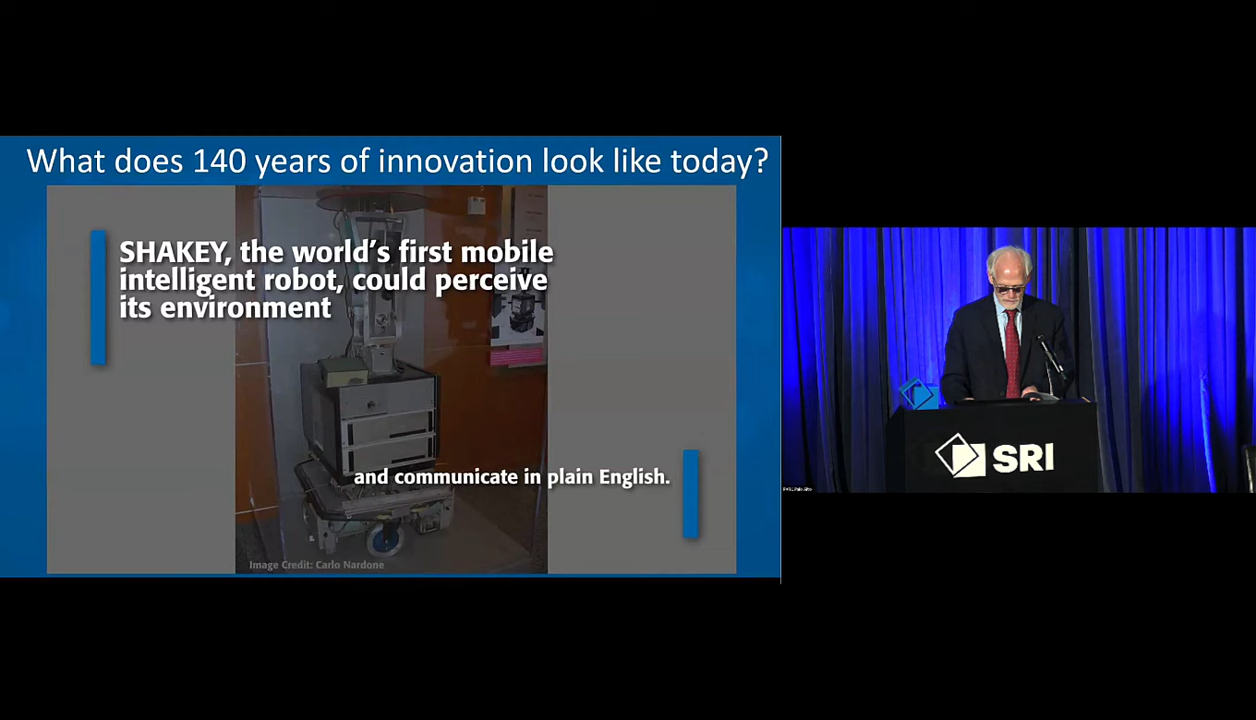 What does 140 years of innovation look like today?
SHAKEY, the world's first mobile
intelligent robot, could perceive
its environment
and communicate in plain English.
Image Credit: Carlo Nardone
SRI